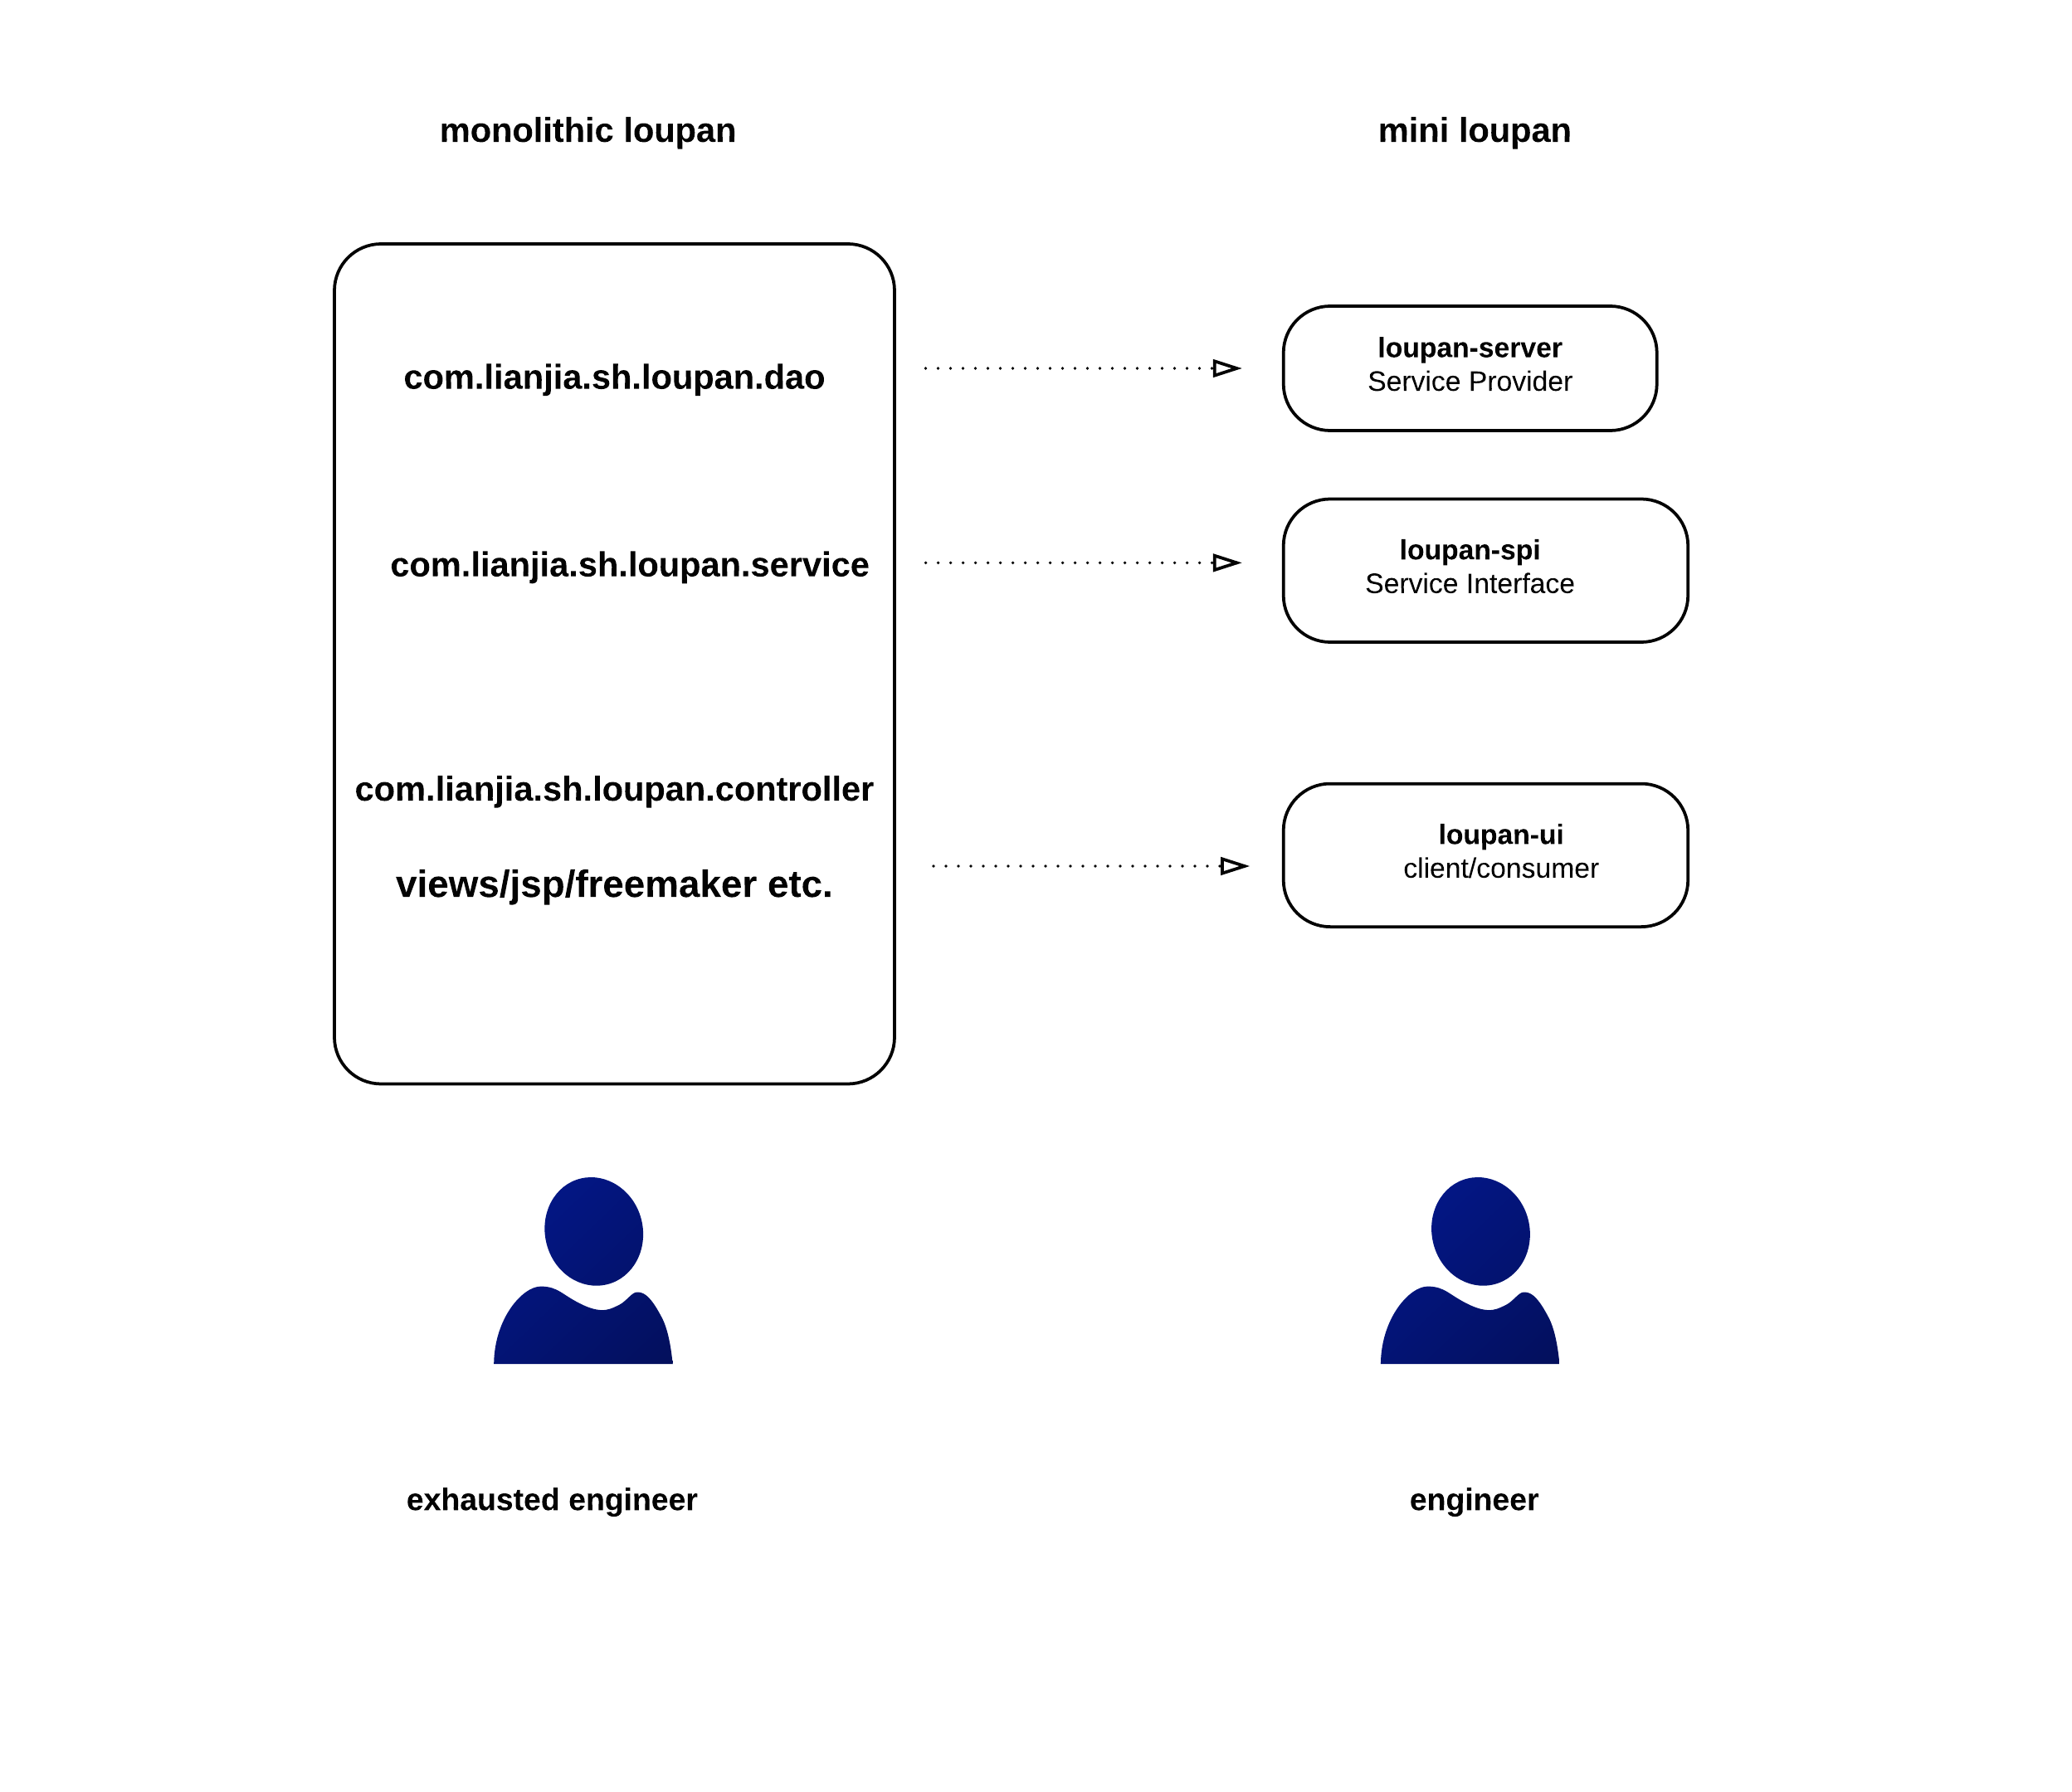 monolithic loupan
mini loupan
com.lianjia.sh.loupan.dao
loupan-server
Service Provider
com.lianjia.sh.loupan.service
loupan-spi
Service Interface
com.lianjia.sh.loupan.controller
views/jsp/freemaker etc.
loupan-ui
client/consumer
exhausted engineer
engineer